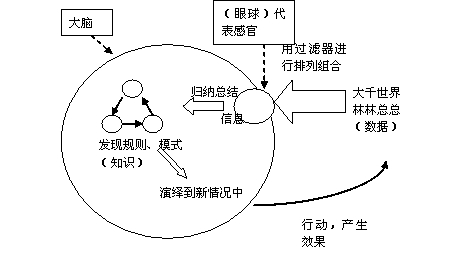 大脑
（眼球）代
表感官
用过滤器进
行排列组合
归纳总结
信息
大千世界
林林总总
（数据）
发现规则、模式
（知识）
演绎到新情况中
行动，产生
效果